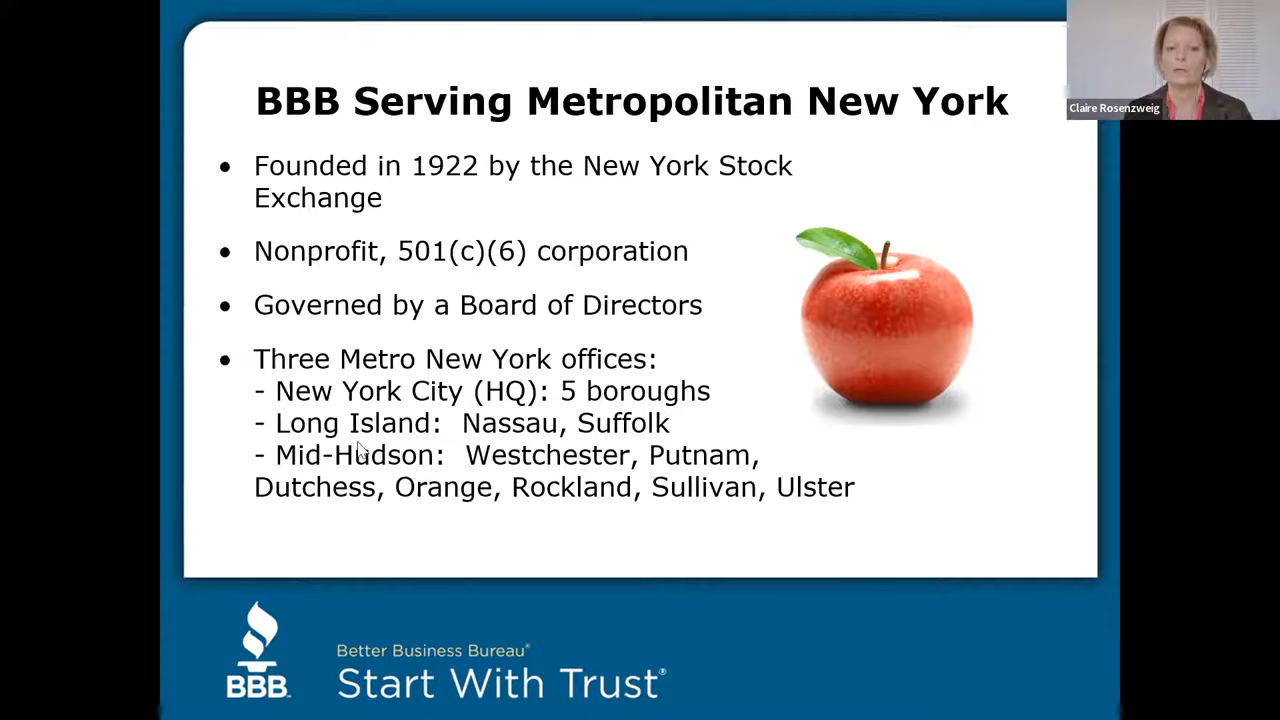 BBB Serving Metropolitan New York
Claire Rosenzweig
• Founded in 1922 by the New York Stock
Exchange
• Nonprofit, 501(c)(6) corporation
• Governed by a Board of Directors
• Three Metro New York offices:
- New York City (HQ): 5 boroughs
- Long Island: Nassau, Suffolk
- Mid-Hudson: Westchester, Putnam,
Dutchess, Orange, Rockland, Sullivan, Ulster
BBB
Better Business Bureau®
Start With Trust®